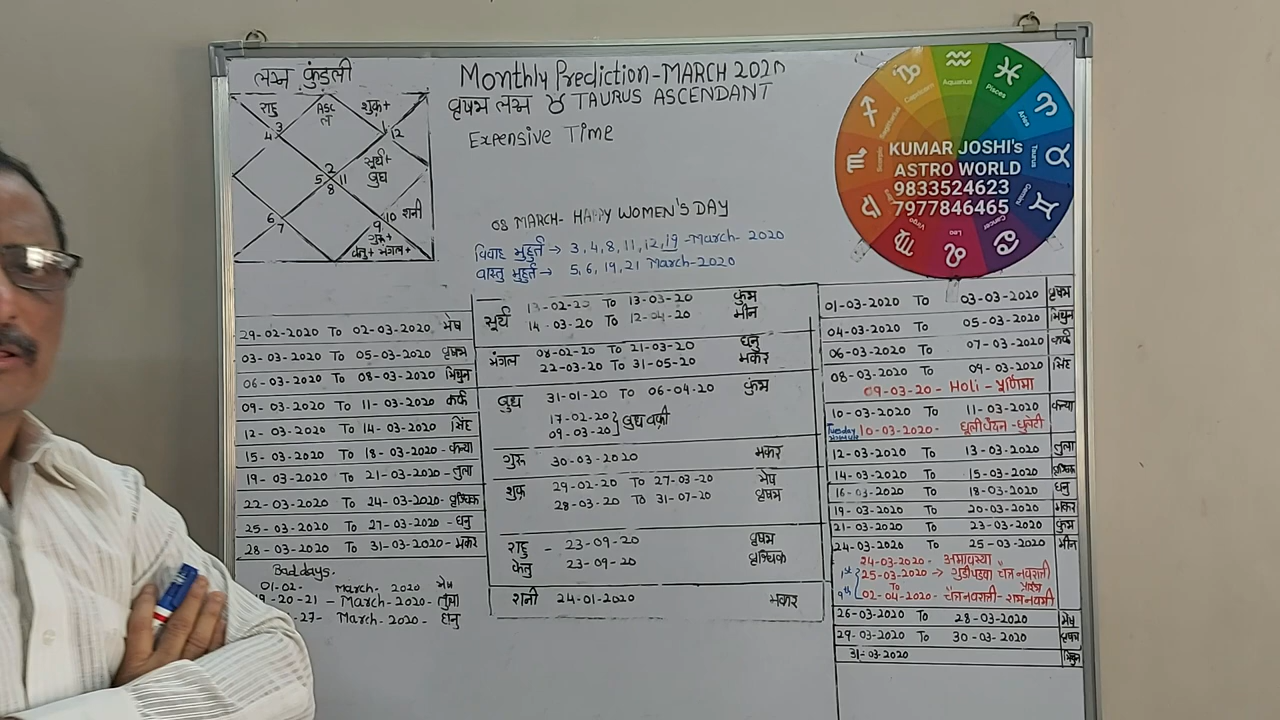 लग्न कुंडली
राहु
3
4
ASC
ल
शुक्र+
1
12
2
5 11
8
सूर्य+
बुध
6
7
10 शनी
9
गुरु+
केतु+ मंगल+
Monthly Prediction-MARCH 2020
वृषभ लग्न ♉ TAURUS ASCENDANT
Expensive Time
08 MARCH- HAPPY WOMEN'S DAY
विवाह मुहुर्त → 3, 4, 8, 11, 12, 19 -March- 2020
वास्तु मुहुर्त → 5, 6, 19, 21 March-2020
Capricorn
Aquarius
Pisces
Aries
Taurus
Gemini
Cancer
Leo
Virgo
Scorpio
Sagittarius
KUMAR JOSHI's
ASTRO WORLD
9833524623
7977846465
29-02-2020 To 02-03-2020 मेष
03-03-2020 To 05-03-2020 वृषभ
06-03-2020 To 08-03-2020 मिथुन
09-03-2020 To 11-03-2020 कर्क
12-03-2020 To 14-03-2020 सिंह
15-03-2020 To 18-03-2020 - कन्या
19-03-2020 To 21-03-2020 - तुला
22-03-2020 To 24-03-2020- वृश्चिक
25-03-2020 To 27-03-2020 - धनु
28-03-2020 To 31-03-2020 - मकर
Bad days.
01-02- March- 2020 मेष
-20-21 - March-2020- तुला
-27- March-2020- धनु
सूर्य 13-02-20 To 13-03-20 कुंभ
14-03-20 To 12-04-20 मीन
मंगल 08-02-20 To 21-03-20 धनु
22-03-20 To 31-05-20 मकर
बुध 31-01-20 To 06-04-20 कुंभ
17-02-20
09-03-20 } बुध वक्री
गुरु 30-03-2020 मकर
शुक्र 29-02-20 To 27-03-20 मेष
28-03-20 To 31-07-20 वृषभ
राहु - 23-09-20 वृषभ
केतु 23-09-20 वृश्चिक
शनी 24-01-2020 मकर
01-03-2020 To 03-03-2020 वृषभ
04-03-2020 To 05-03-2020 मिथुन
06-03-2020 To 07-03-2020 कर्क
08-03-2020 To 09-03-2020 सिंह
09-03-20 - Holi - पूर्णिमा
10-03-2020 To 11-03-2020 कन्या
Tuesday 10-03-2020- धूलीवंदन -धुलेटी
12-03-2020 To 13-03-2020 तुला
14-03-2020 To 15-03-2020 वृश्चिक
16-03-2020 To 18-03-2020 धनु
19-03-2020 To 20-03-2020 मकर
21-03-2020 To 23-03-2020 कुंभ
24-03-2020 To 25-03-2020 मीन
24-03-2020- अमावस्या
1st 25-03-2020 → गुडीपडवा चैत्र नवरात्री
To प्रारंभ
9th 02-04-2020 - चैत्रनवरात्री- रामनवमी
26-03-2020 To 28-03-2020 मेष
29-03-2020 To 30-03-2020 वृषभ
31-03-2020 मिथुन